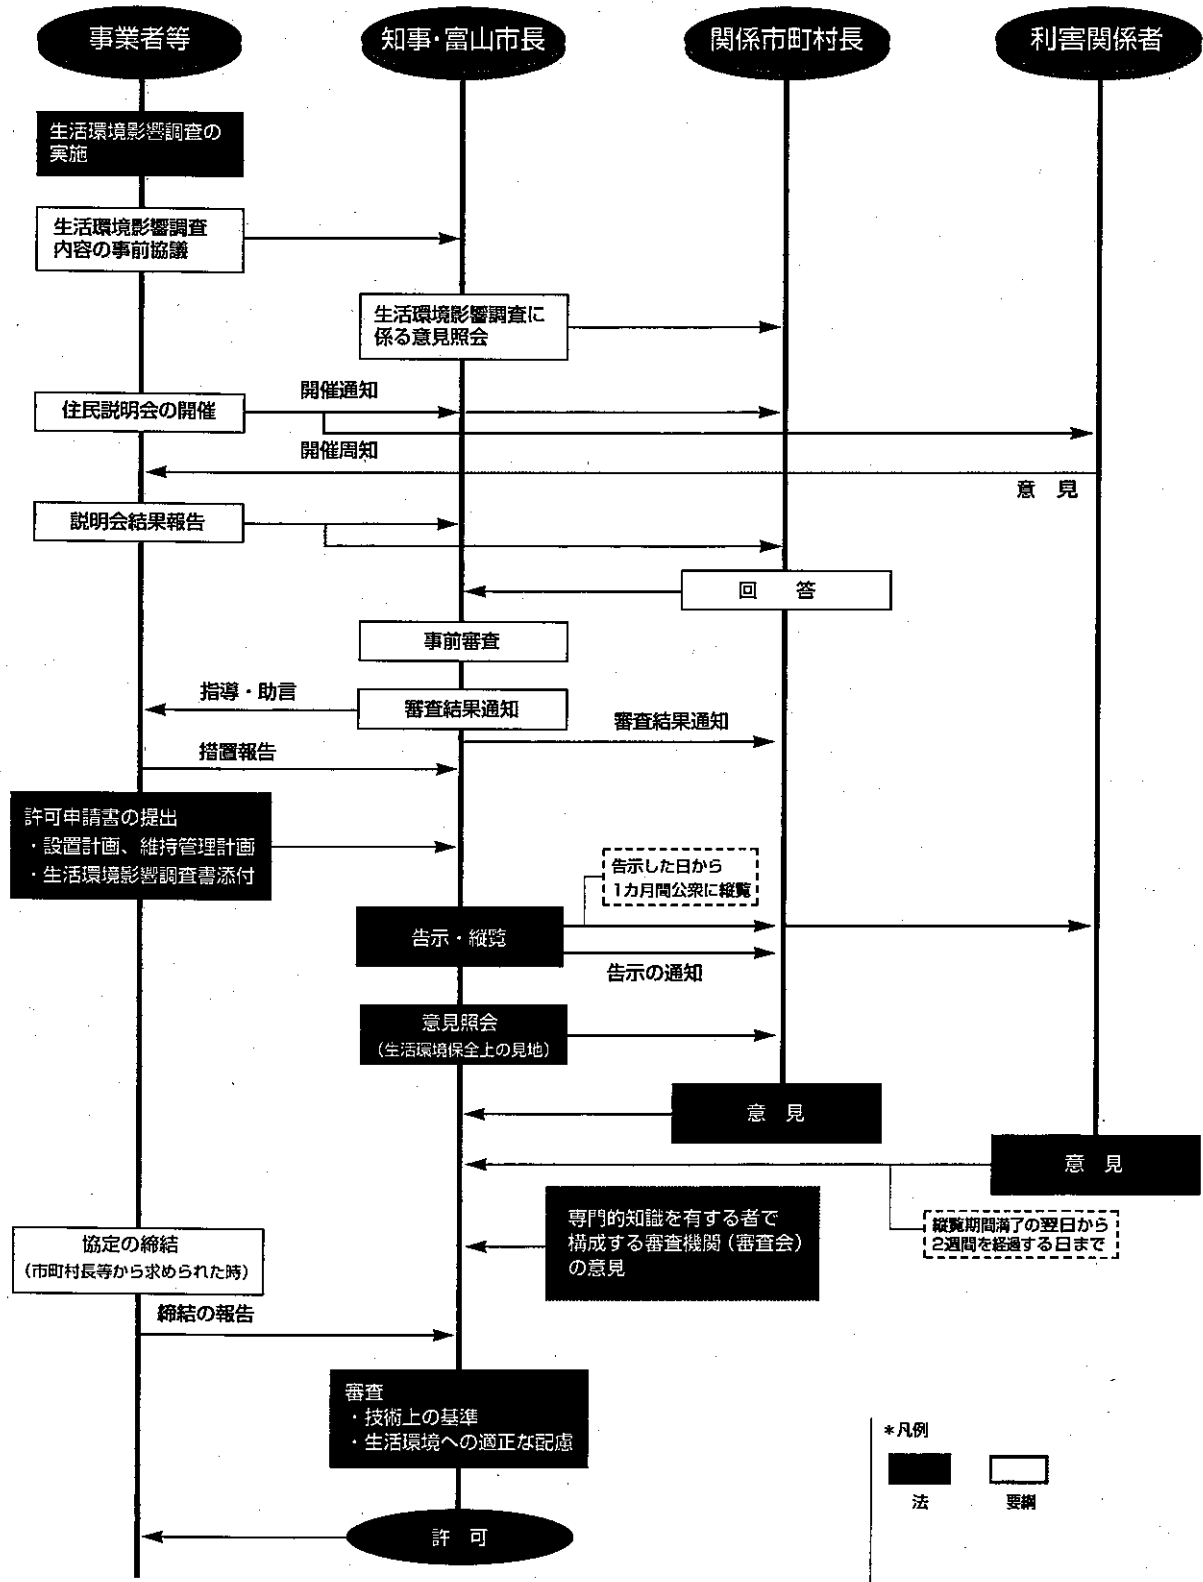 事業者等
知事・富山市長
関係市町村長
利害関係者
生活環境影響調査の
実施
生活環境影響調査
内容の事前協議
生活環境影響調査に
係る意見照会
開催通知
住民説明会の開催
開催周知
意 見
説明会結果報告
回 答
事前審査
指導・助言
審査結果通知
審査結果通知
措置報告
許可申請書の提出
・設置計画、維持管理計画
・生活環境影響調査書添付
告示した日から
1カ月間公衆に縦覧
告示・縦覧
告示の通知
意見照会
(生活環境保全上の見地)
意 見
意 見
専門的知識を有する者で
構成する審査機関(審査会)
の意見
縦覧期間満了の翌日から
2週間を経過する日まで
協定の締結
(市町村長等から求められた時)
締結の報告
審査
・技術上の基準
・生活環境への適正な配慮
*凡例
法
要綱
許 可